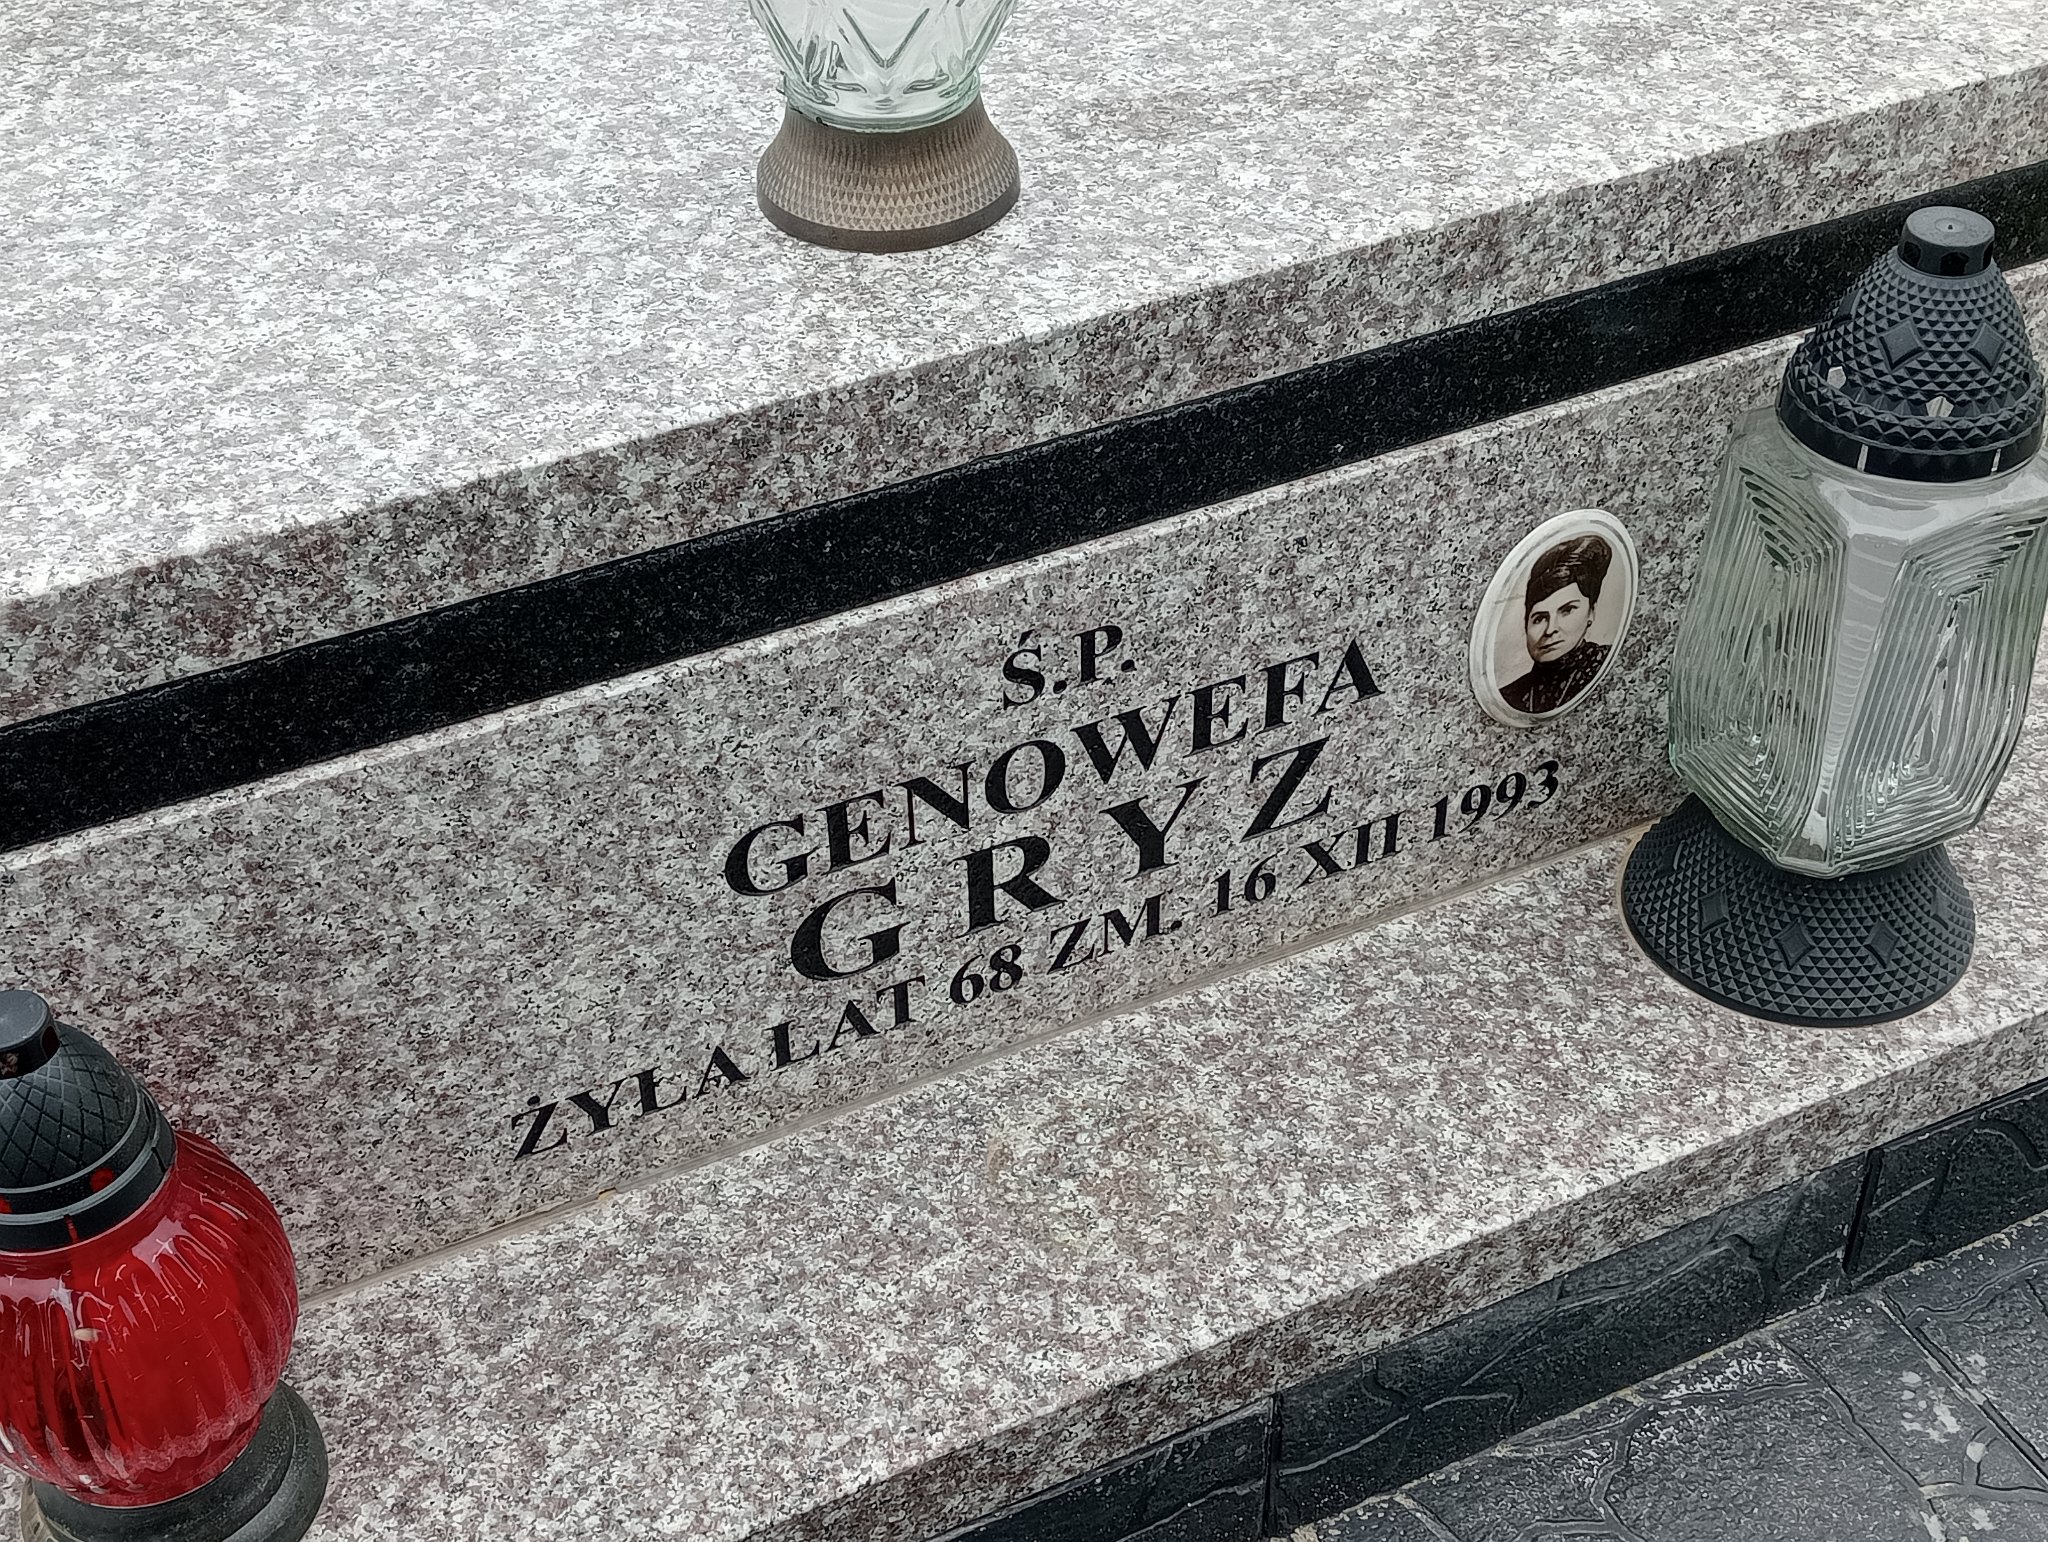 Ś.P.
GENOWEFA
GRYZ
ŻYŁA LAT 68 ZM. 16 XII 1993